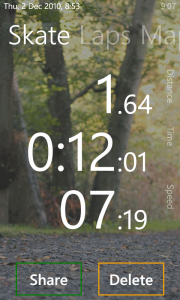 Thu, 2 Dec 2010, 8:53 9:07
Skate Laps Ma
1.64
Distance
0:12:01
Time
07:19
Speed
Share Delete